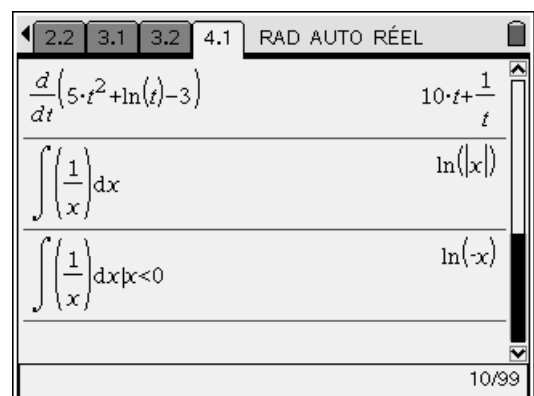 2.2 3.1 3.2 4.1 RAD AUTO RÉEL
d/dt(5·t²+ln(t)−3) 10·t+1/t
∫(1/x)dx ln(|x|)
∫(1/x)dx|x<0 ln(-x)
10/99